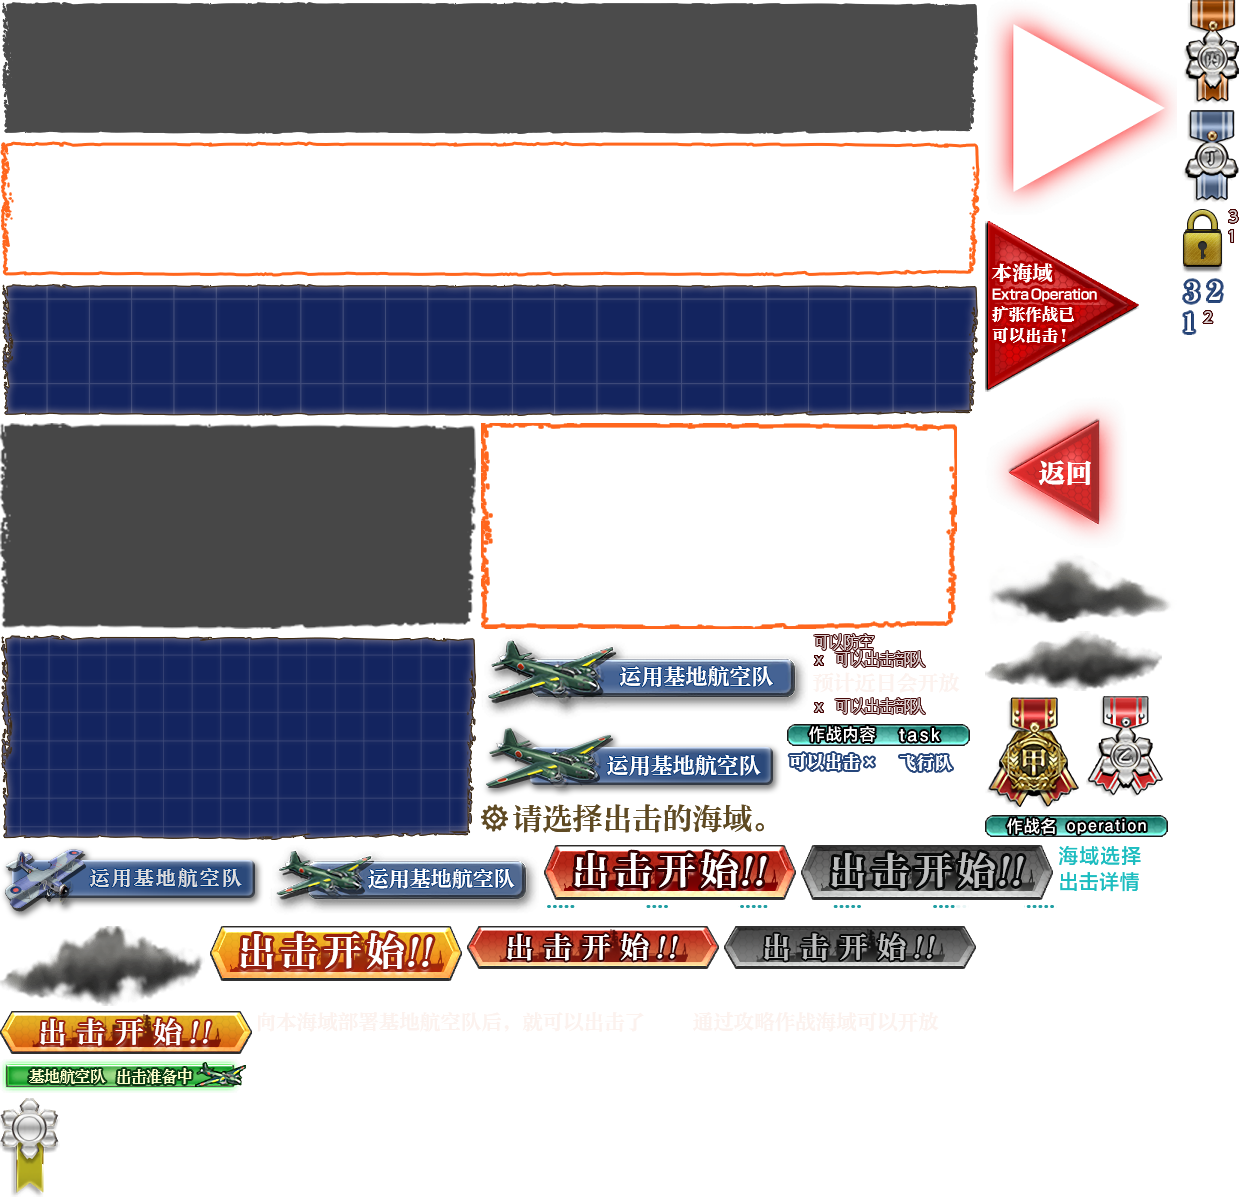 丙
丁
3
1
3 2
1 2
本海域
Extra Operation
扩张作战已
可以出击!
返回
可以防空
x 可以出击部队
预计近日会开放
x 可以出击部队
运用基地航空队
作战内容 task
可以出击× 飞行队
运用基地航空队
请选择出击的海域。
甲
乙
作战名 operation
运用基地航空队
运用基地航空队
出击开始!!
出击开始!!
海域选择
出击详情
出击开始!!
出击开始!!
出击开始!!
出击开始!!
向本海域部署基地航空队后，就可以出击了
通过攻略作战海域可以开放
基地航空队 出击准备中